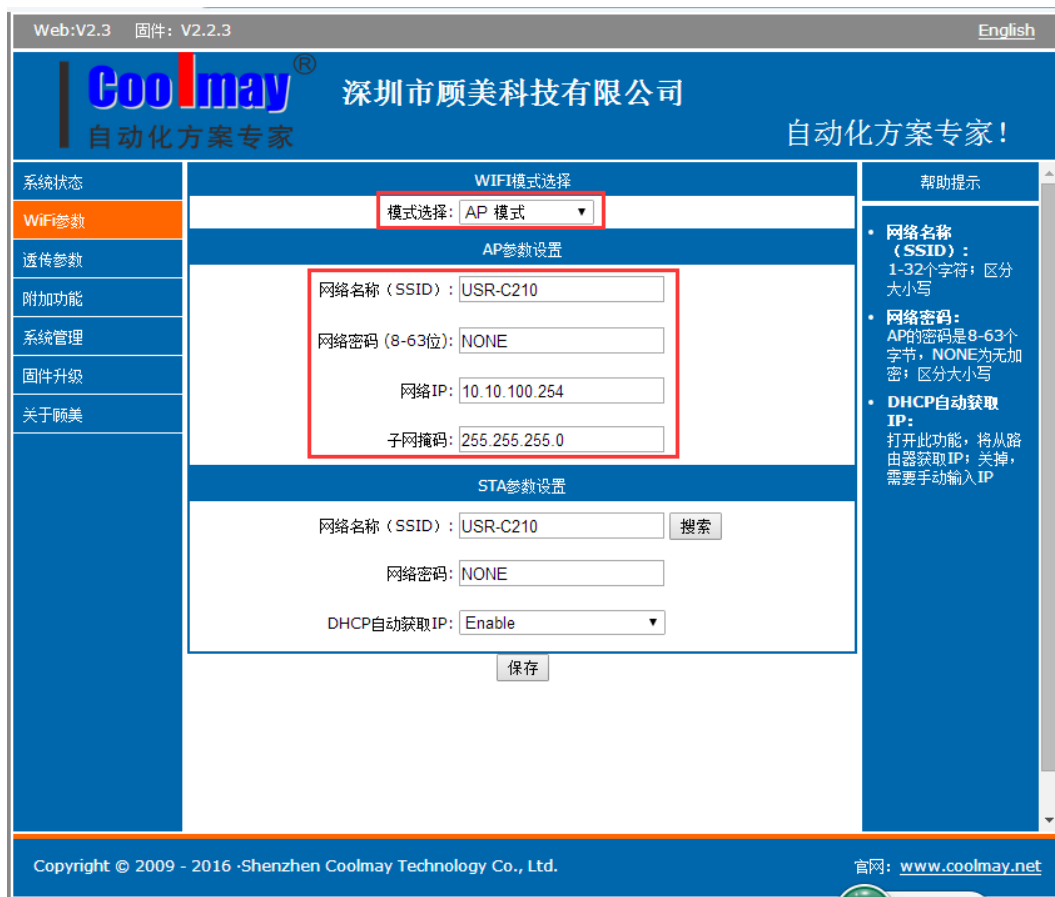 Web:V2.3 固件: V2.2.3 English
Coolmay® 深圳市顾美科技有限公司
自动化方案专家
自动化方案专家！
系统状态
WiFi参数
透传参数
附加功能
系统管理
固件升级
关于顾美
WIFI模式选择
模式选择: AP 模式
AP参数设置
网络名称（SSID）: USR-C210
网络密码 (8-63位): NONE
网络IP: 10.10.100.254
子网掩码: 255.255.255.0
STA参数设置
网络名称（SSID）: USR-C210 搜索
网络密码: NONE
DHCP自动获取IP: Enable
保存
帮助提示
• 网络名称
（SSID）:
1-32个字符；区分
大小写
• 网络密码:
AP的密码是8-63个
字节，NONE为无加
密；区分大小写
• DHCP自动获取
IP:
打开此功能，将从路
由器获取IP；关掉，
需要手动输入IP
Copyright © 2009 - 2016 ·Shenzhen Coolmay Technology Co., Ltd. 官网: www.coolmay.net